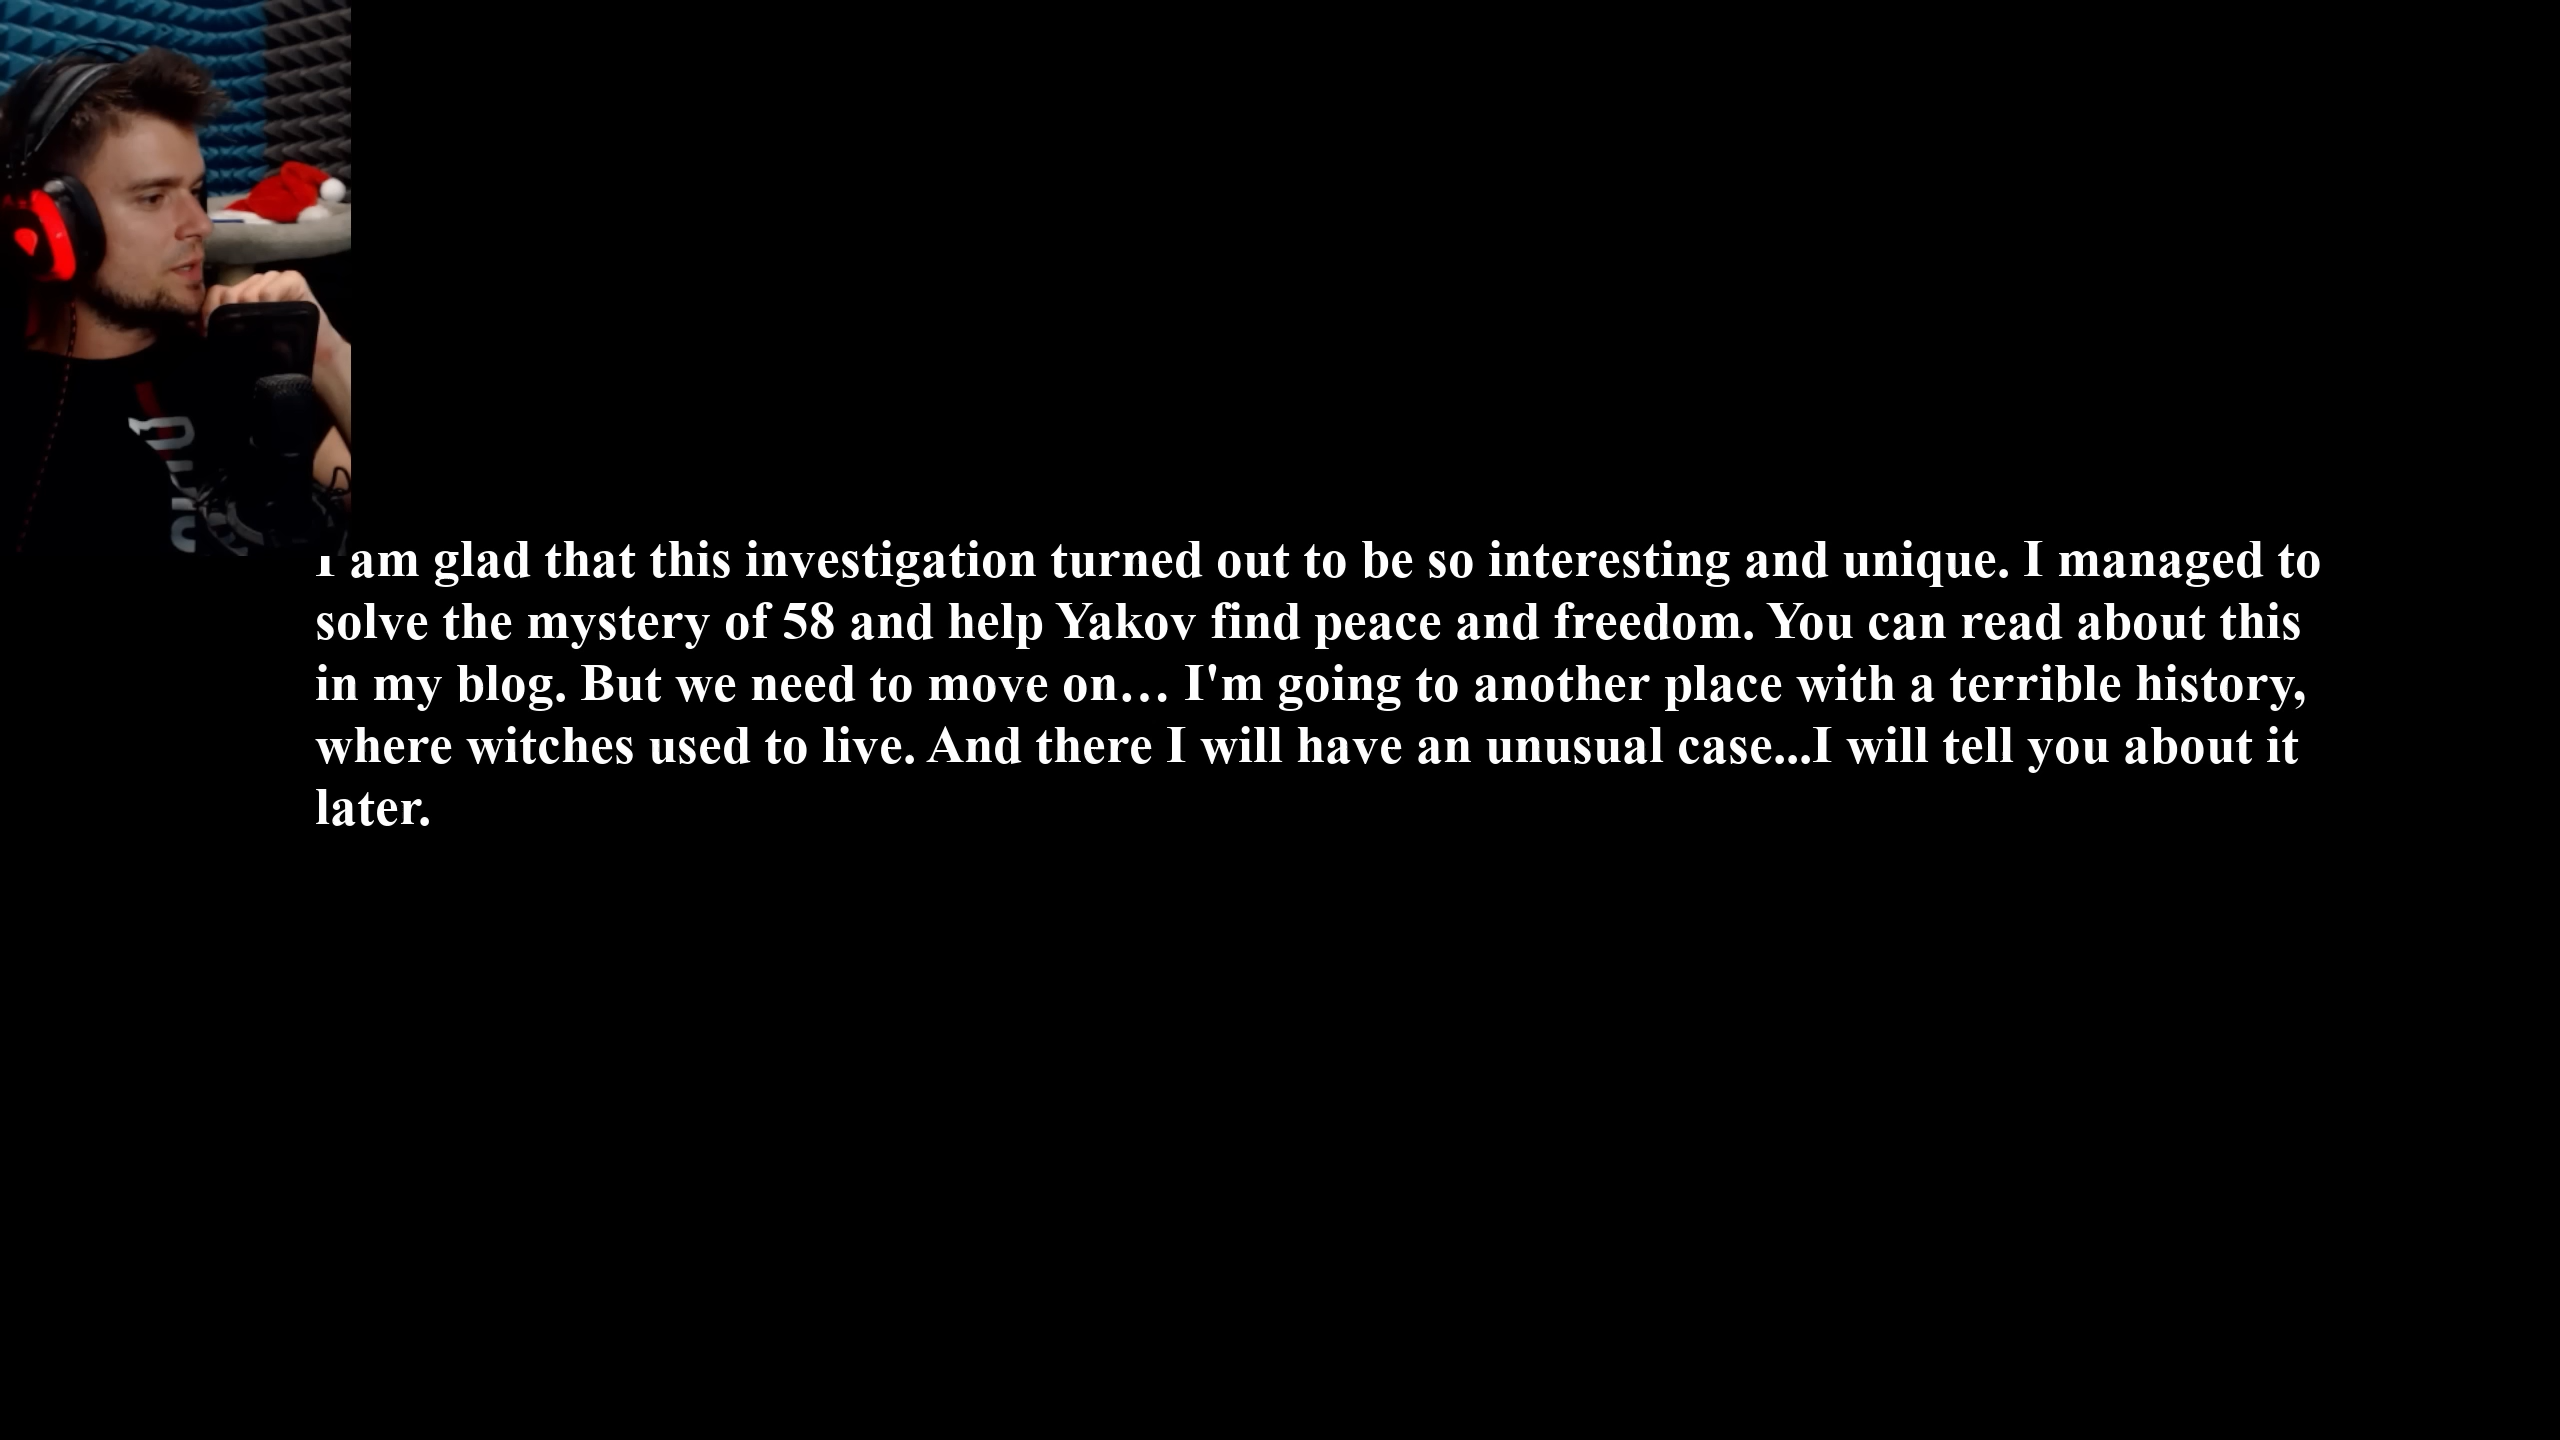 I am glad that this investigation turned out to be so interesting and unique. I managed to
solve the mystery of 58 and help Yakov find peace and freedom. You can read about this
in my blog. But we need to move on… I'm going to another place with a terrible history,
where witches used to live. And there I will have an unusual case...I will tell you about it
later.